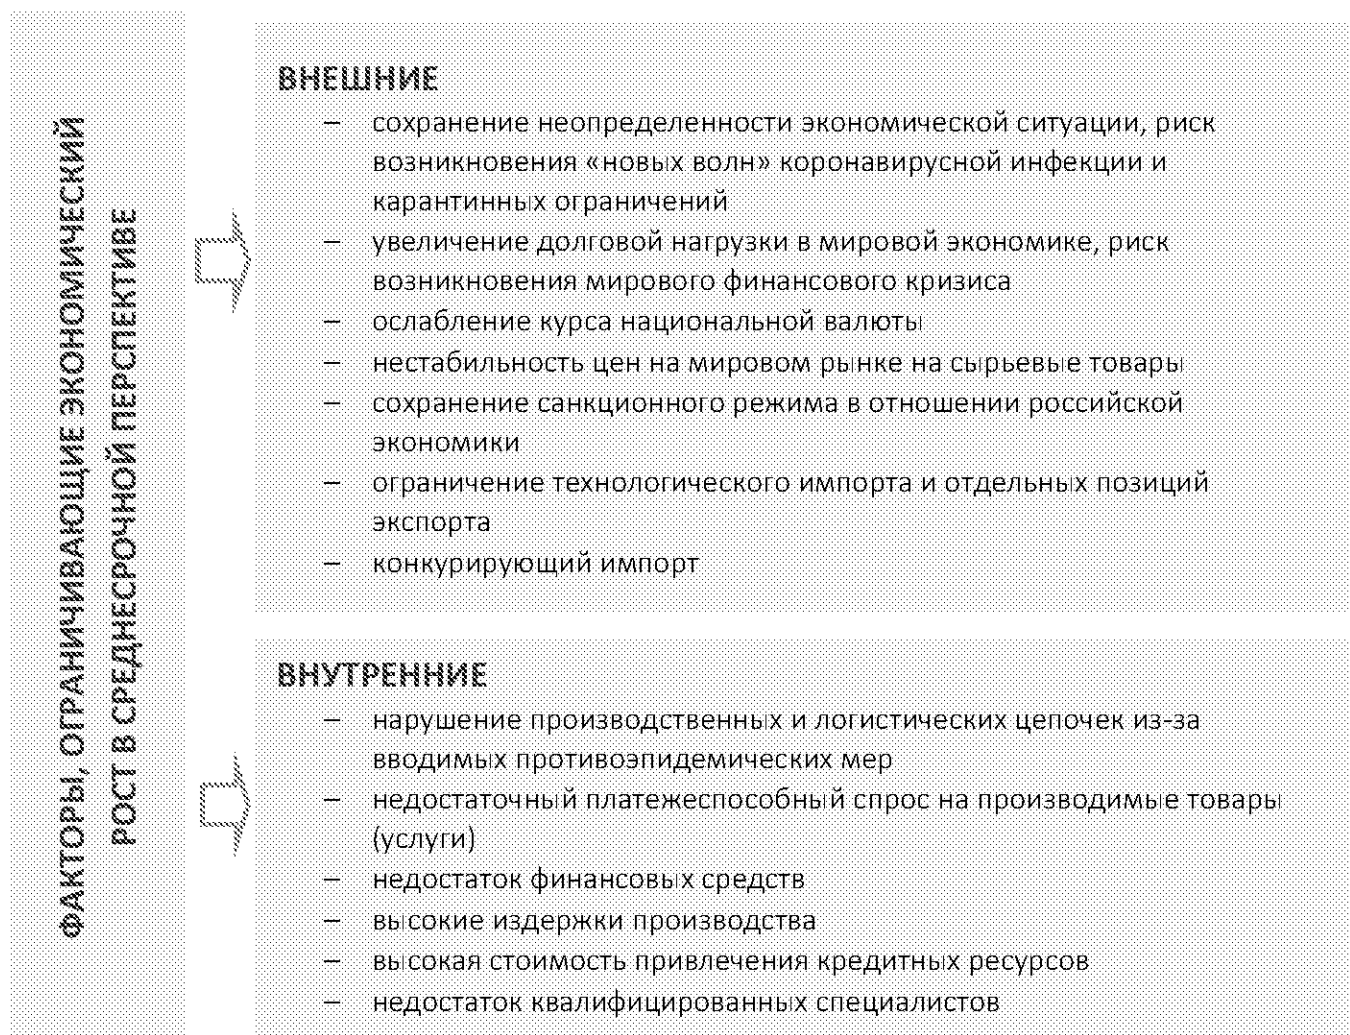 ФАКТОРЫ, ОГРАНИЧИВАЮЩИЕ ЭКОНОМИЧЕСКИЙ
РОСТ В СРЕДНЕСРОЧНОЙ ПЕРСПЕКТИВЕ
ВНЕШНИЕ
– сохранение неопределенности экономической ситуации, риск
возникновения «новых волн» коронавирусной инфекции и
карантинных ограничений
– увеличение долговой нагрузки в мировой экономике, риск
возникновения мирового финансового кризиса
– ослабление курса национальной валюты
– нестабильность цен на мировом рынке на сырьевые товары
– сохранение санкционного режима в отношении российской
экономики
– ограничение технологического импорта и отдельных позиций
экспорта
– конкурирующий импорт
ВНУТРЕННИЕ
– нарушение производственных и логистических цепочек из-за
вводимых противоэпидемических мер
– недостаточный платежеспособный спрос на производимые товары
(услуги)
– недостаток финансовых средств
– высокие издержки производства
– высокая стоимость привлечения кредитных ресурсов
– недостаток квалифицированных специалистов